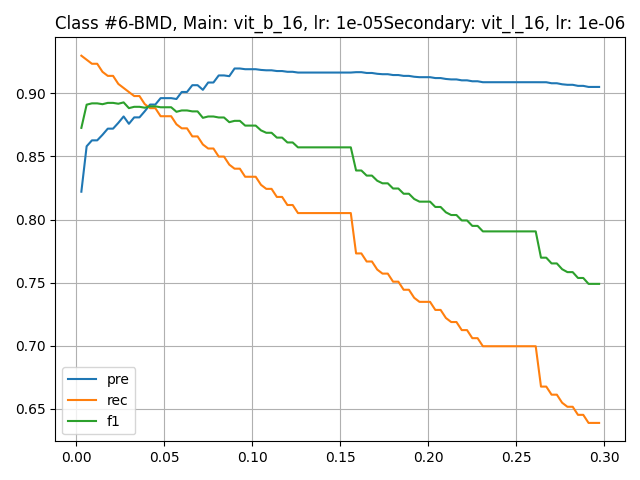 Class #6-BMD, Main: vit_b_16, lr: 1e-05Secondary: vit_l_16, lr: 1e-06
0.90
0.85
0.80
0.75
0.70
0.65
pre
rec
f1
0.00 0.05 0.10 0.15 0.20 0.25 0.30